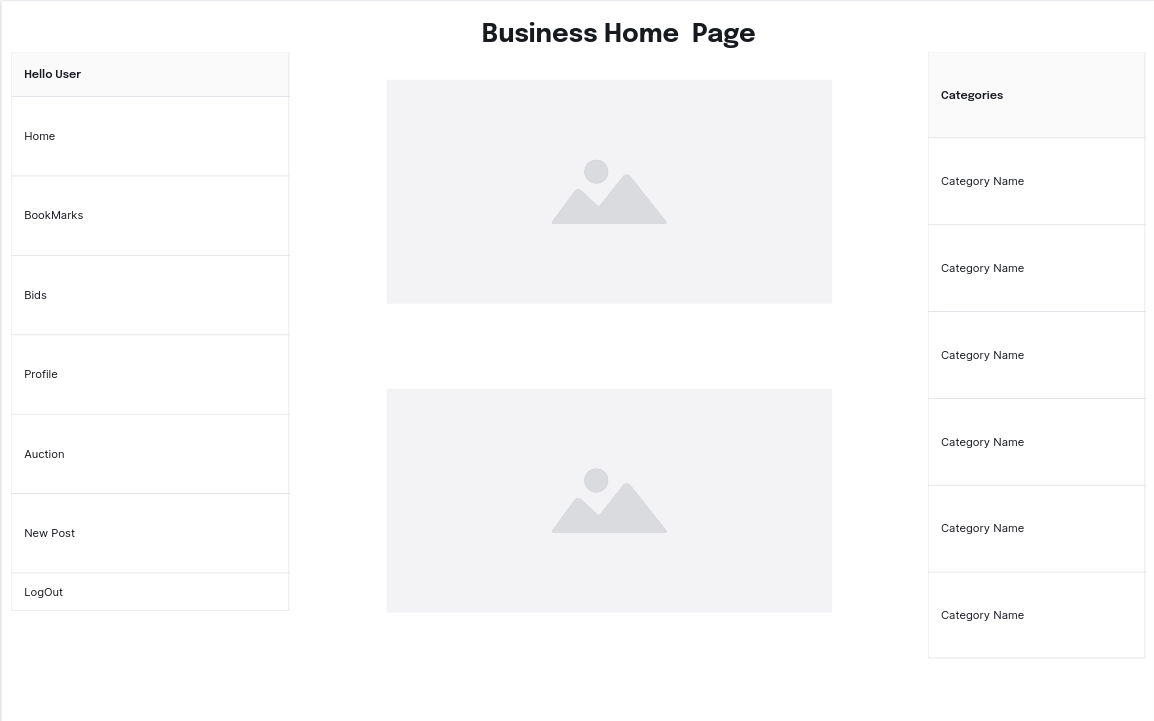 Business Home  Page
Hello User
Home
BookMarks
Bids
Profile
Auction
New Post
LogOut
Categories
Category Name
Category Name
Category Name
Category Name
Category Name
Category Name